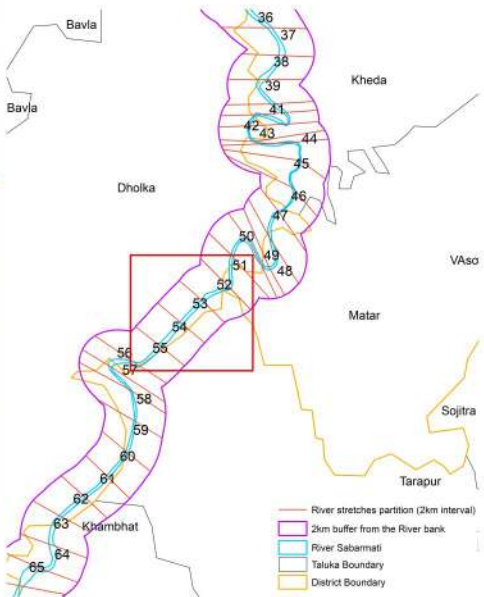 36
Bavla
37
38
Kheda
39
Bavla
41
42
43
44
45
Dholka
46
47
50
49
51
VAso
48
52
53
Matar
54
55
56
57
58
Sojitra
59
60
Tarapur
61
62
River stretches partition (2km interval)
63
Khambhat
2km buffer from the River bank
River Sabarmati
64
Taluka Boundary
65
District Boundary